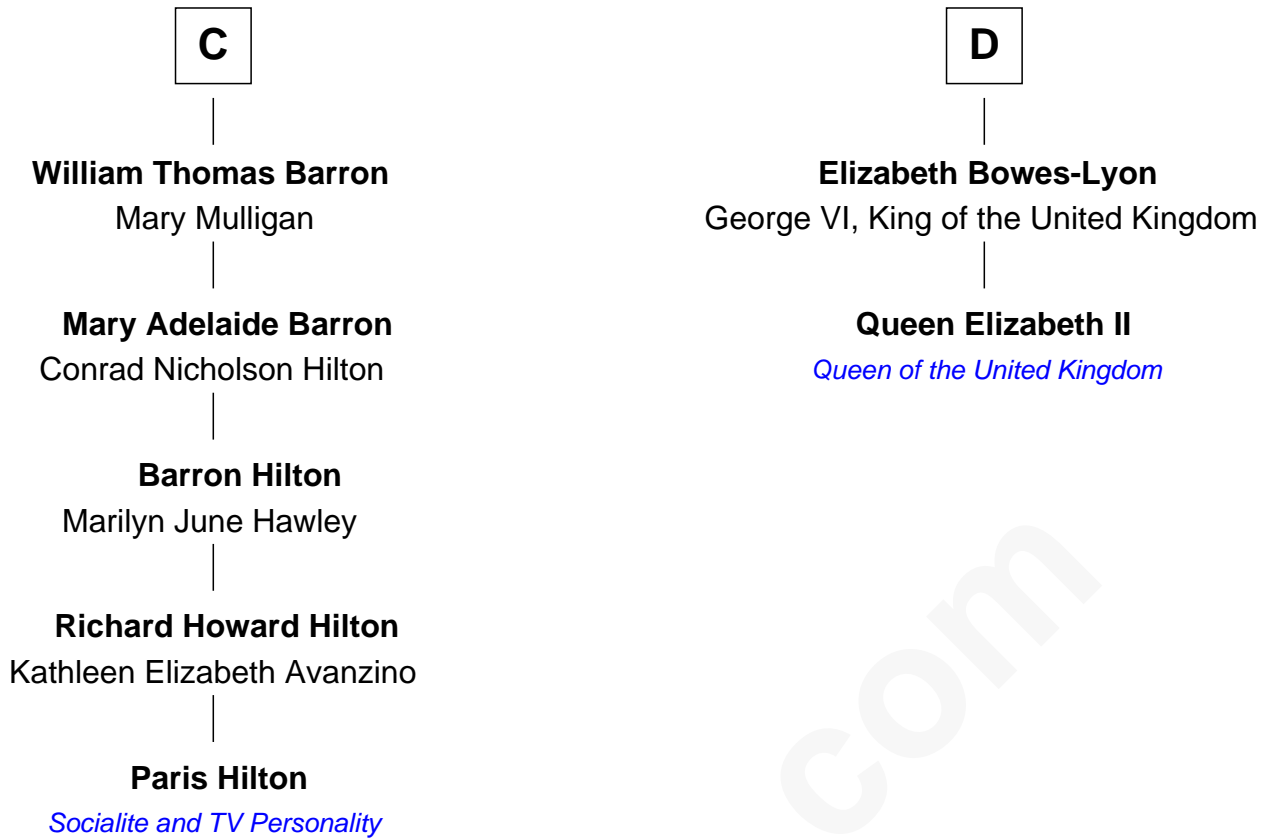 C
William Thomas Barron
Mary Mulligan
Mary Adelaide Barron
Conrad Nicholson Hilton
Barron Hilton
Marilyn June Hawley
Richard Howard Hilton
Kathleen Elizabeth Avanzino
Paris Hilton
Socialite and TV Personality
D
Elizabeth Bowes-Lyon
George VI, King of the United Kingdom
Queen Elizabeth II
Queen of the United Kingdom
com